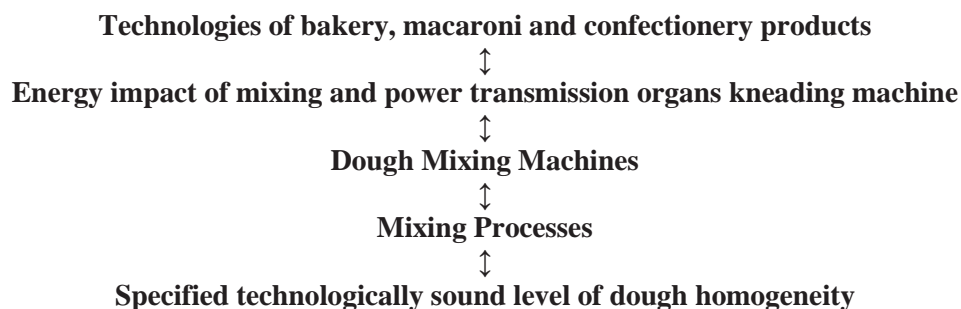 Technologies of bakery, macaroni and confectionery products
↕
Energy impact of mixing and power transmission organs kneading machine
↕
Dough Mixing Machines
↕
Mixing Processes
↕
Specified technologically sound level of dough homogeneity